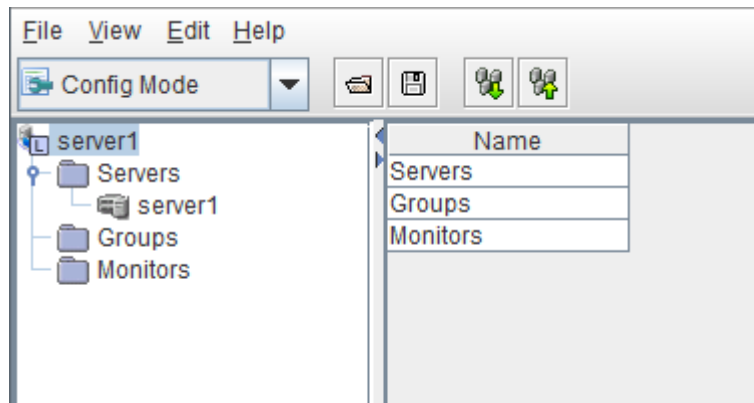 File View Edit Help
Config Mode
L server1
Servers
server1
Groups
Monitors
Name
Servers
Groups
Monitors